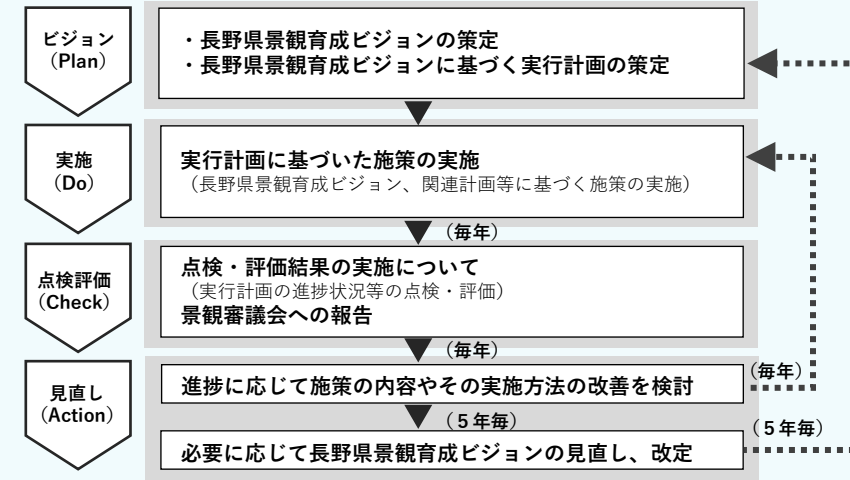 ビジョン
（Plan）
・長野県景観育成ビジョンの策定
・長野県景観育成ビジョンに基づく実行計画の策定
実施
（Do）
実行計画に基づいた施策の実施
（長野県景観育成ビジョン、関連計画等に基づく施策の実施）
（毎年）
点検評価
（Check）
点検・評価結果の実施について
（実行計画の進捗状況等の点検・評価）
景観審議会への報告
（毎年）
見直し
（Action）
進捗に応じて施策の内容やその実施方法の改善を検討
（毎年）
（５年毎）
必要に応じて長野県景観育成ビジョンの見直し、改定
（５年毎）